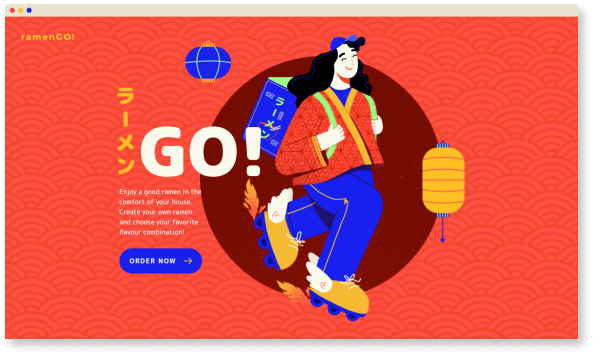 ramenGO!
ラーメン
GO!
ラーメン
Enjoy a good ramen in the
comfort of your house.
Create your own ramen
and choose your favorite
flavour combination!
ORDER NOW